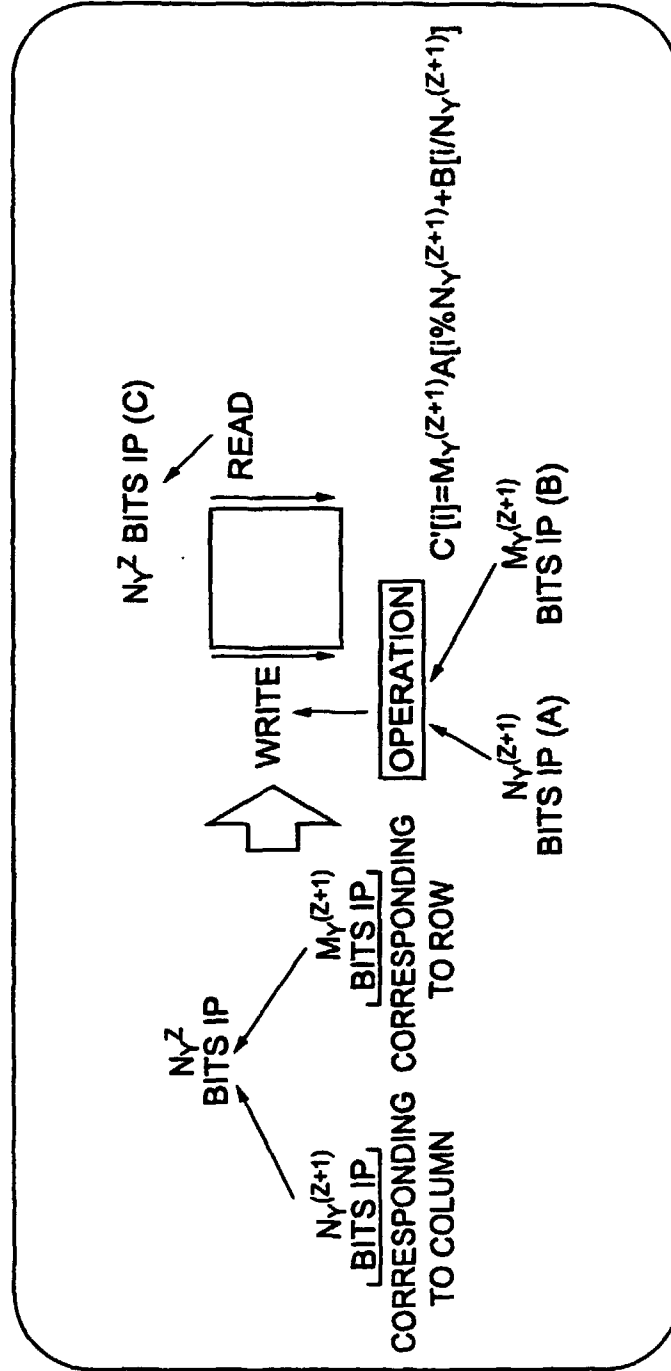 N_Y^Z
BITS IP
N_Y^(Z+1)
BITS IP
CORRESPONDING
TO COLUMN
M_Y^(Z+1)
BITS IP
CORRESPONDING
TO ROW
N_Y^Z BITS IP (C)
WRITE
READ
OPERATION
N_Y^(Z+1)
BITS IP (A)
M_Y^(Z+1)
BITS IP (B)
C'[i]=M_Y^(Z+1)A[i%N_Y^(Z+1)+B[i/N_Y^(Z+1)]